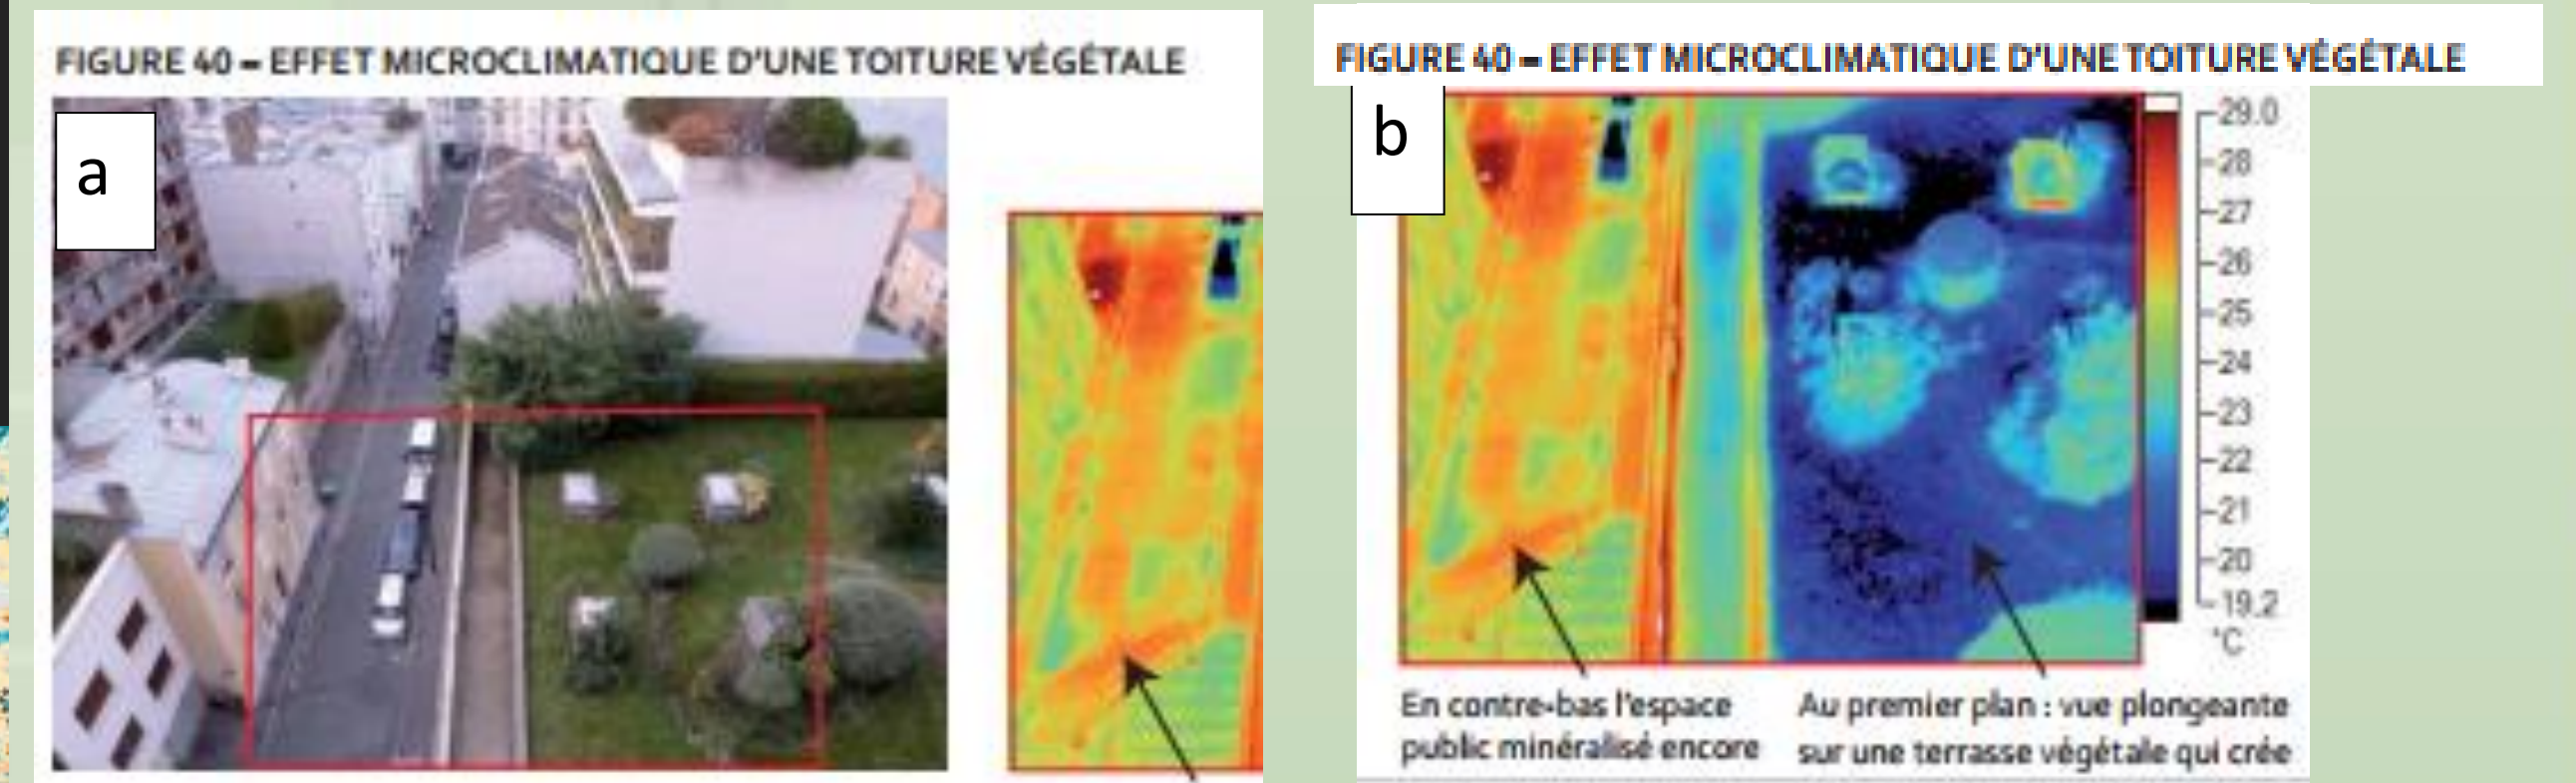 FIGURE 40 – EFFET MICROCLIMATIQUE D'UNE TOITURE VÉGÉTALE
a
FIGURE 40 – EFFET MICROCLIMATIQUE D'UNE TOITURE VÉGÉTALE
b
29.0
28
27
26
25
24
23
22
21
20
19.2
°C
En contre-bas l'espace
public minéralisé encore
Au premier plan : vue plongeante
sur une terrasse végétale qui crée